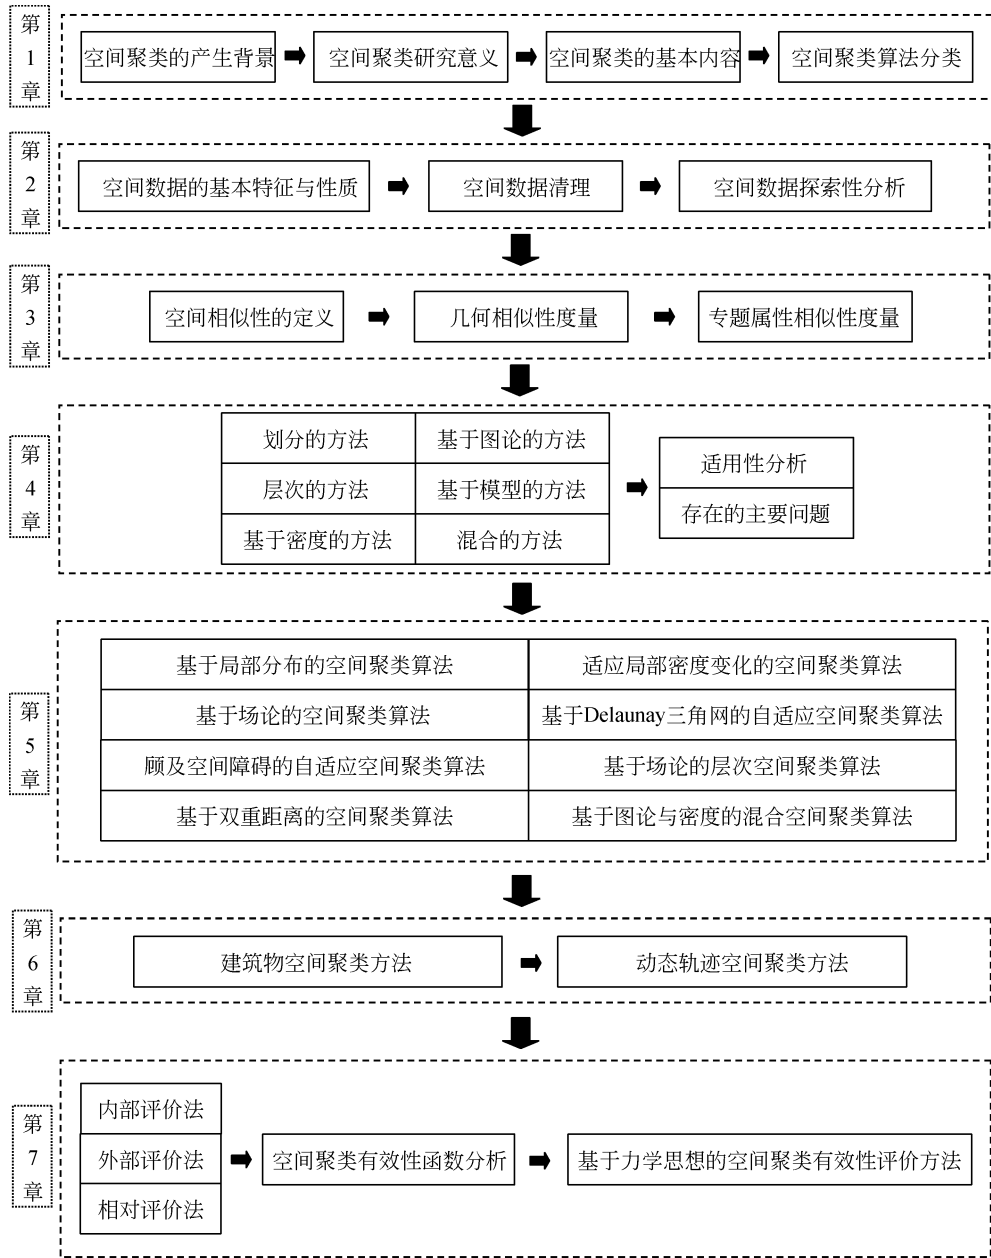 第1章
空间聚类的产生背景
空间聚类研究意义
空间聚类的基本内容
空间聚类算法分类
第2章
空间数据的基本特征与性质
空间数据清理
空间数据探索性分析
第3章
空间相似性的定义
几何相似性度量
专题属性相似性度量
第4章
划分的方法
基于图论的方法
层次的方法
基于模型的方法
基于密度的方法
混合的方法
适用性分析
存在的主要问题
第5章
基于局部分布的空间聚类算法
适应局部密度变化的空间聚类算法
基于场论的空间聚类算法
基于Delaunay三角网的自适应空间聚类算法
顾及空间障碍的自适应空间聚类算法
基于场论的层次空间聚类算法
基于双重距离的空间聚类算法
基于图论与密度的混合空间聚类算法
第6章
建筑物空间聚类方法
动态轨迹空间聚类方法
第7章
内部评价法
外部评价法
相对评价法
空间聚类有效性函数分析
基于力学思想的空间聚类有效性评价方法